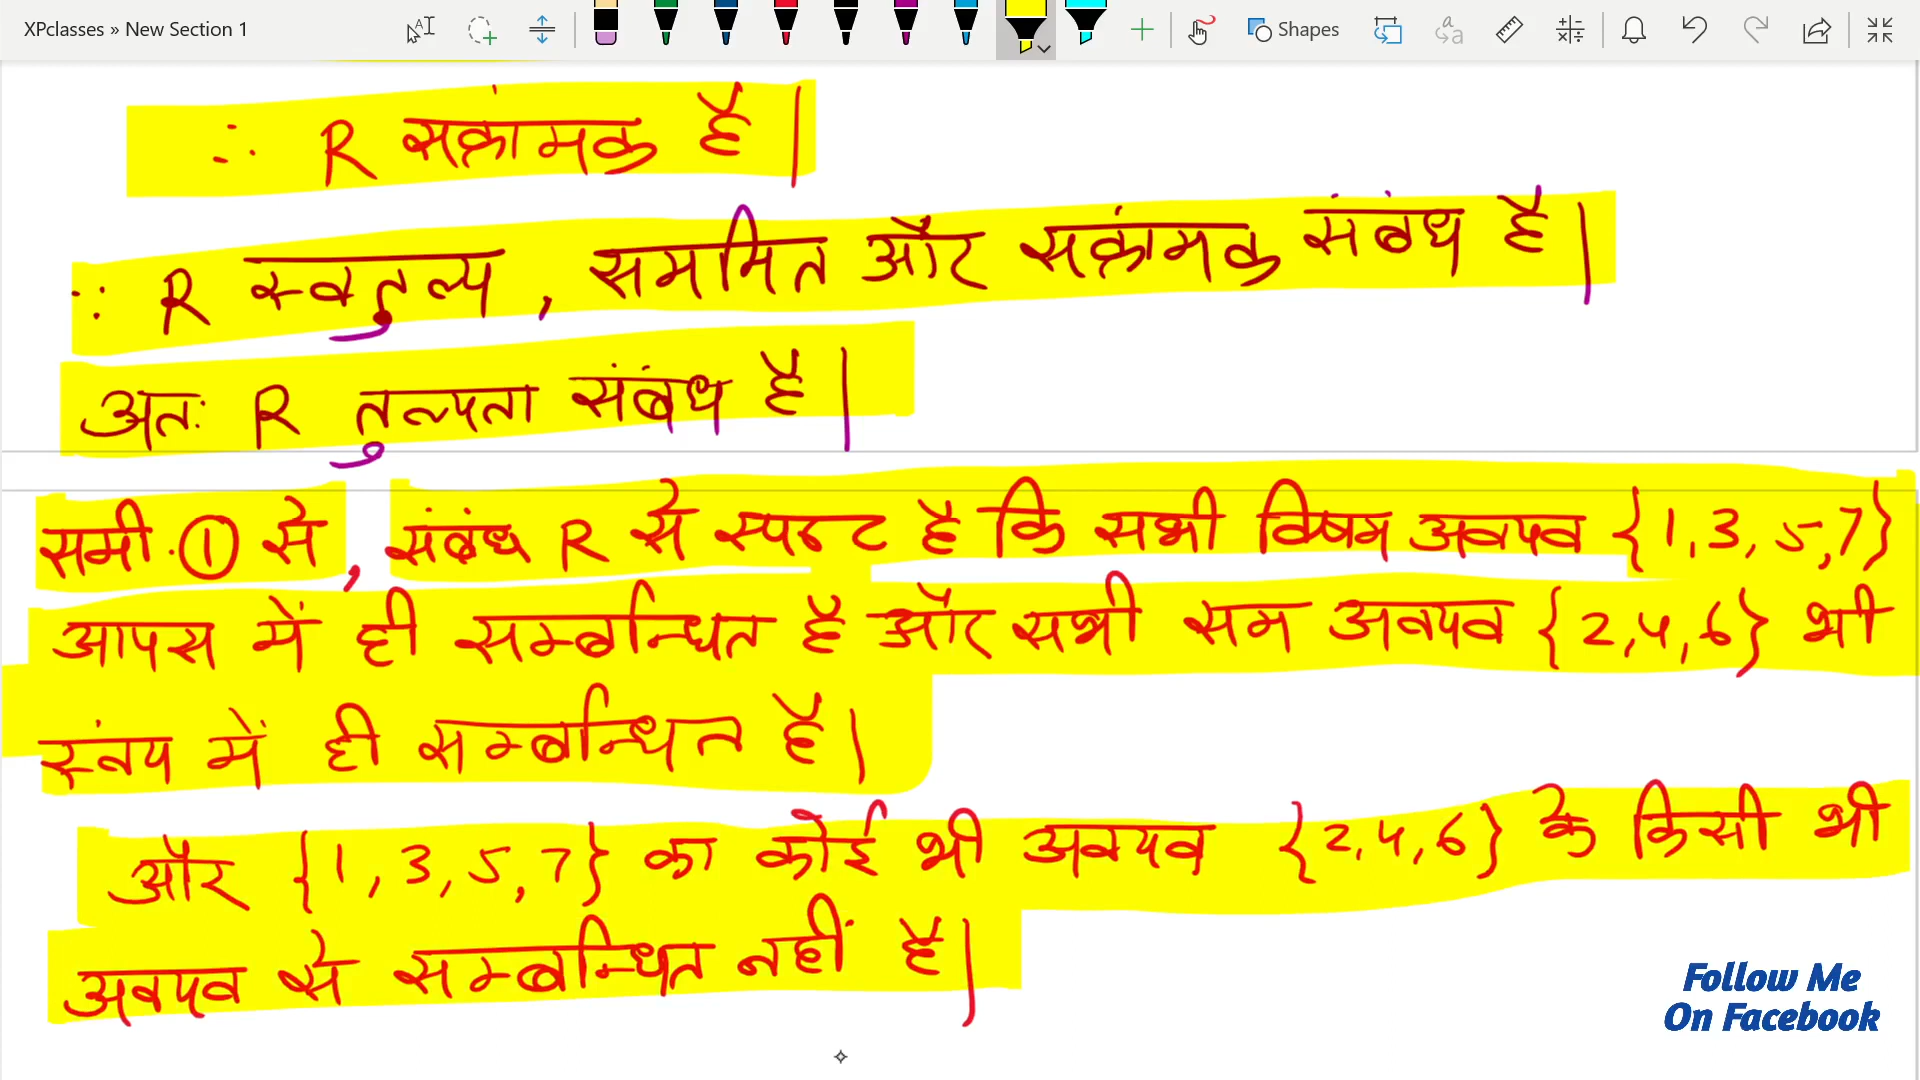 XPclasses » New Section 1
Shapes
∴ R सक्रांमक है|
∵ R स्वतुल्य, सममित और सक्रांमक संबंध है|
अतः R तुल्यता संबंध है|
समी. ① से, संबंध R से स्पष्ट है कि सभी विषम अवयव {1, 3, 5, 7}
आपस में ही सम्बन्धित है और सभी सम अवयव {2, 4, 6} भी
स्वंय में ही सम्बन्धित है|
और {1, 3, 5, 7} का कोई भी अवयव {2, 4, 6} के किसी भी
अवयव से सम्बन्धित नहीं है|
Follow Me
On Facebook